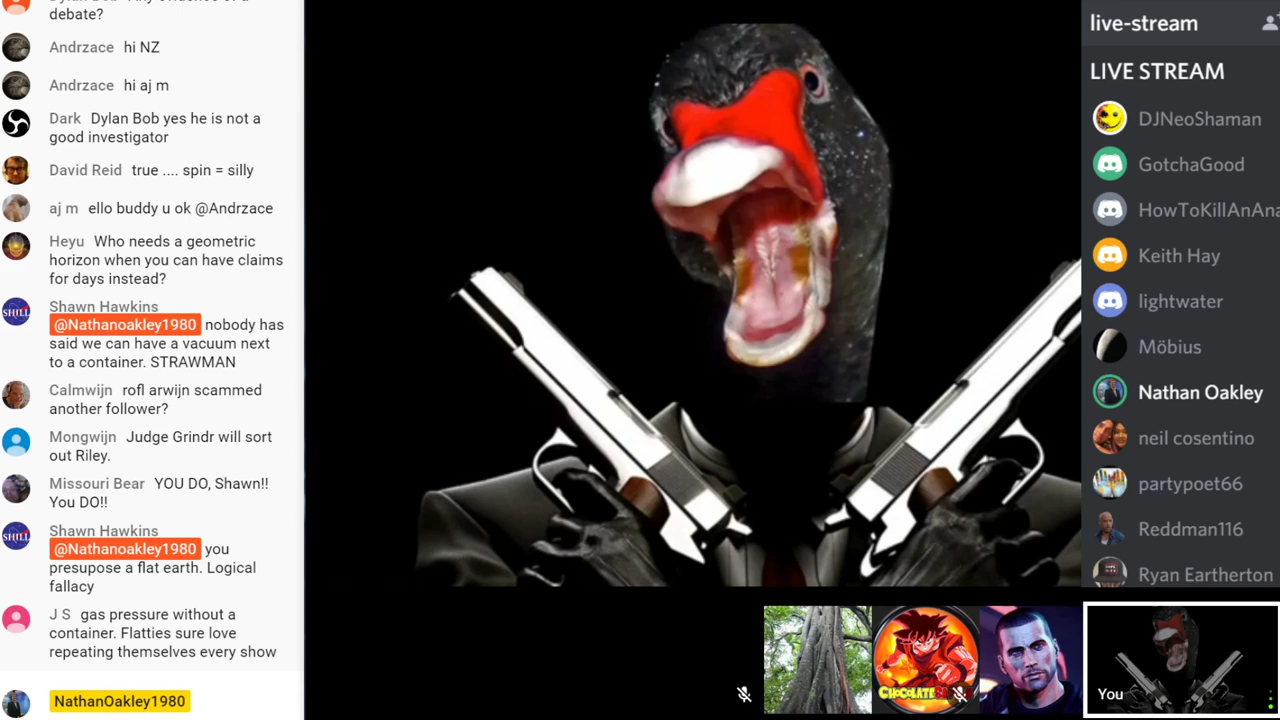 debate?
Andrzace hi NZ
Andrzace hi aj m
Dark Dylan Bob yes he is not a
good investigator
David Reid true .... spin = silly
aj m ello buddy u ok @Andrzace
Heyu Who needs a geometric
horizon when you can have claims
for days instead?
Shawn Hawkins
@Nathanoakley1980 nobody has
said we can have a vacuum next
to a container. STRAWMAN
Calmwijn rofl arwijn scammed
another follower?
Mongwijn Judge Grindr will sort
out Riley.
Missouri Bear YOU DO, Shawn!!
You DO!!
Shawn Hawkins
@Nathanoakley1980 you
presupose a flat earth. Logical
fallacy
J S gas pressure without a
container. Flatties sure love
repeating themselves every show
NathanOakley1980
SHILL
SHILL
live-stream
LIVE STREAM
DJNeoShaman
GotchaGood
HowToKillAnAna
Keith Hay
lightwater
Möbius
Nathan Oakley
neil cosentino
partypoet66
Reddman116
Ryan Eartherton
You